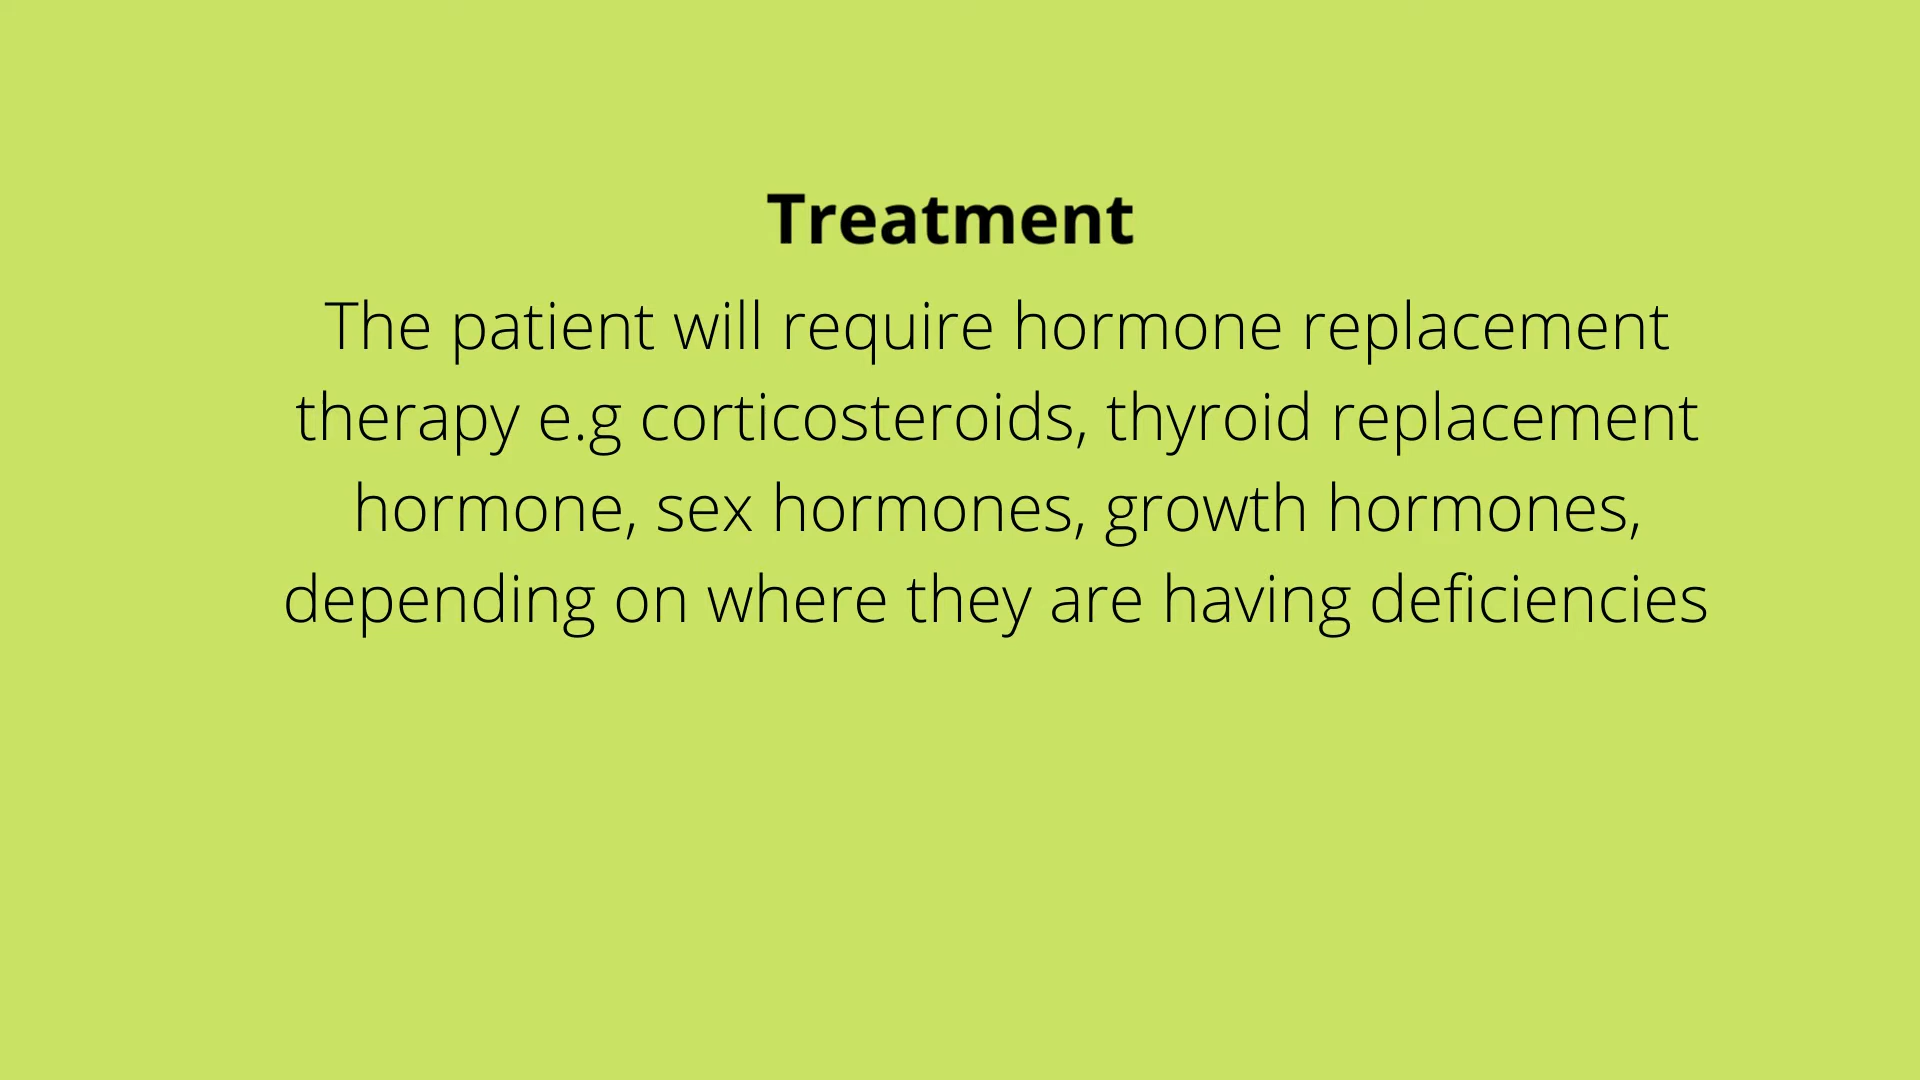 Treatment
The patient will require hormone replacement
therapy e.g corticosteroids, thyroid replacement
hormone, sex hormones, growth hormones,
depending on where they are having deficiencies